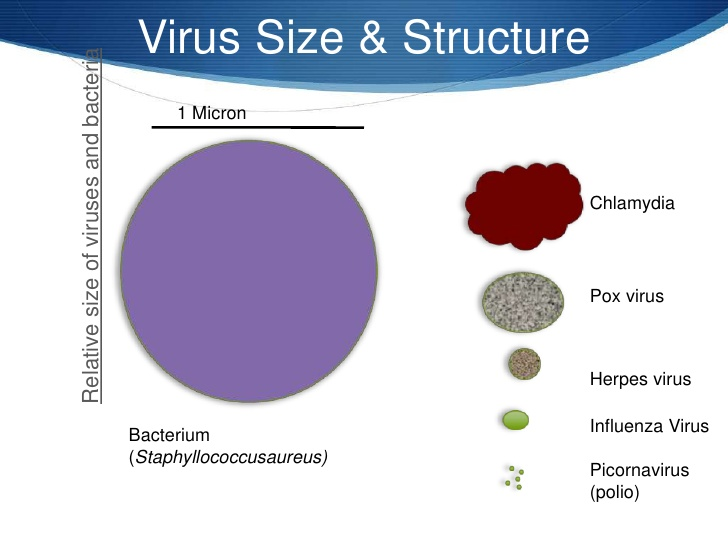 Virus Size & Structure
Relative size of viruses and bacteria
1 Micron
Chlamydia
Pox virus
Herpes virus
Influenza Virus
Picornavirus
(polio)
Bacterium
(Staphyllococcusaureus)